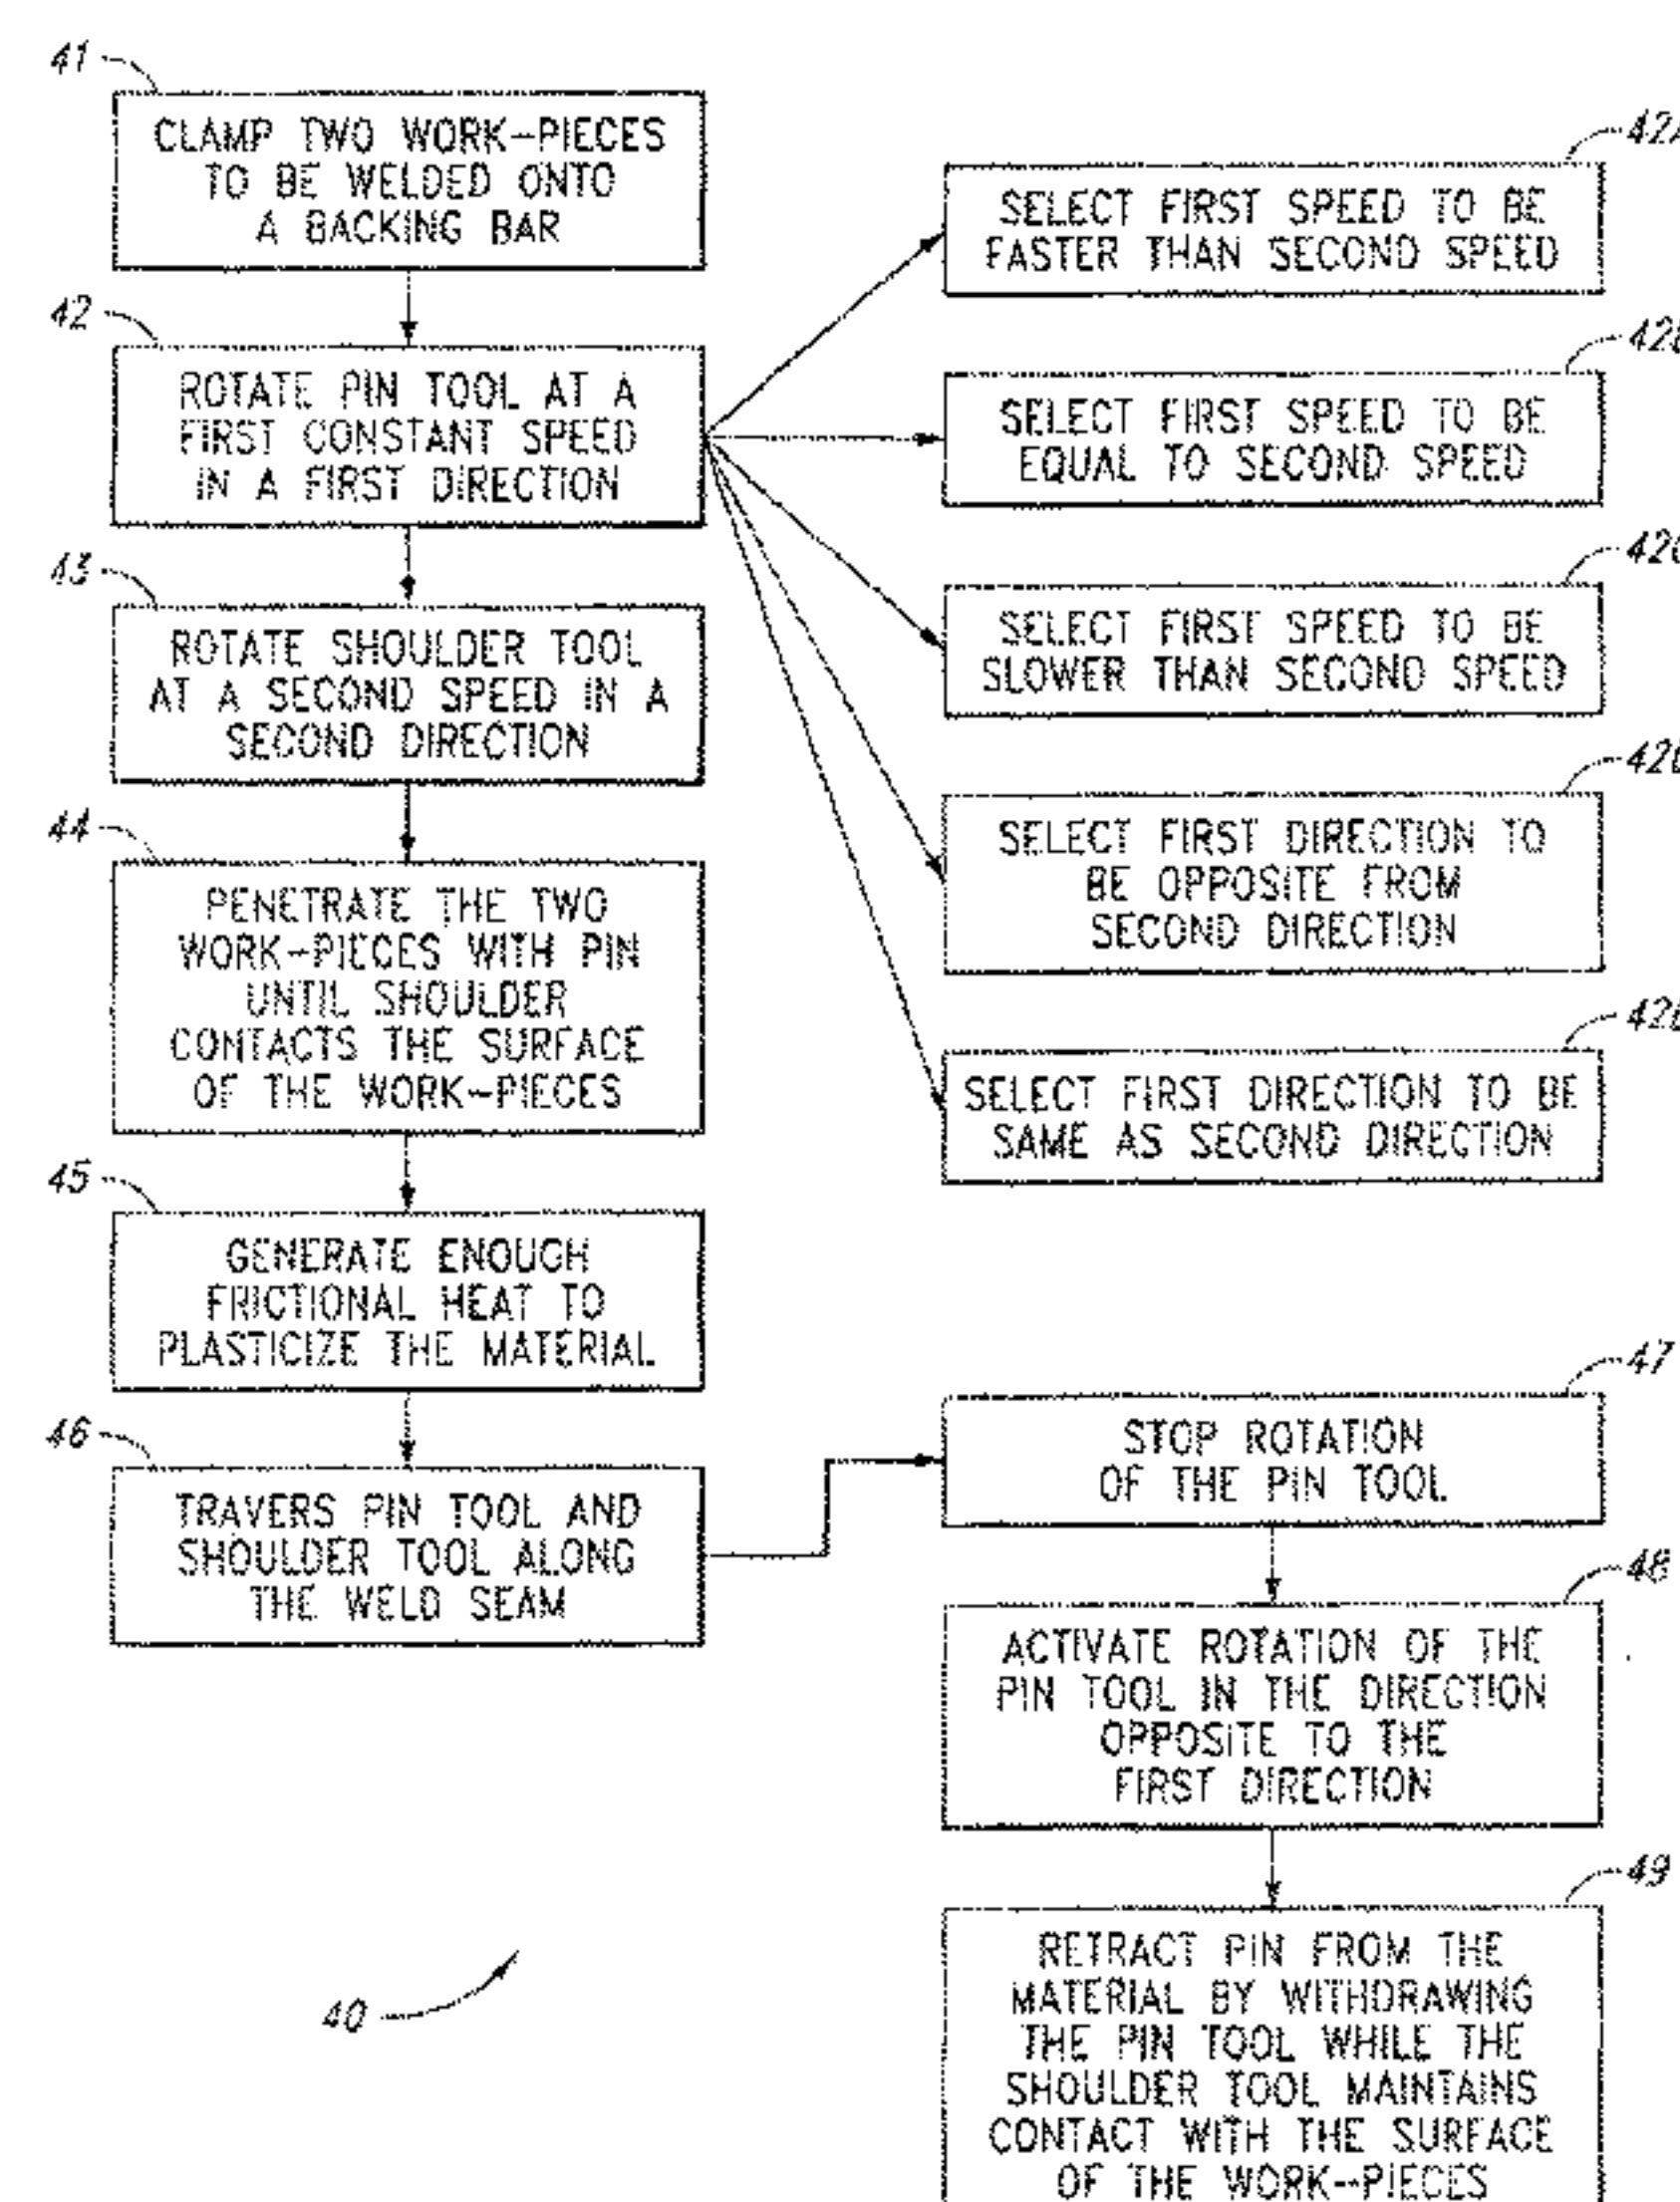 41
CLAMP TWO WORK-PIECES
TO BE WELDED ONTO
A BACKING BAR
42
ROTATE PIN TOOL AT A
FIRST CONSTANT SPEED
IN A FIRST DIRECTION
43
ROTATE SHOULDER TOOL
AT A SECOND SPEED IN A
SECOND DIRECTION
44
PENETRATE THE TWO
WORK-PIECES WITH PIN
UNTIL SHOULDER
CONTACTS THE SURFACE
OF THE WORK-PIECES
45
GENERATE ENOUGH
FRICTIONAL HEAT TO
PLASTICIZE THE MATERIAL
46
TRAVERS PIN TOOL AND
SHOULDER TOOL ALONG
THE WELD SEAM
40
42A
SELECT FIRST SPEED TO BE
FASTER THAN SECOND SPEED
SELECT FIRST SPEED TO BE
EQUAL TO SECOND SPEED
SELECT FIRST SPEED TO BE
SLOWER THAN SECOND SPEED
SELECT FIRST DIRECTION TO
BE OPPOSITE FROM
SECOND DIRECTION
SELECT FIRST DIRECTION TO BE
SAME AS SECOND DIRECTION
47
STOP ROTATION
OF THE PIN TOOL
48
ACTIVATE ROTATION OF THE
PIN TOOL IN THE DIRECTION
OPPOSITE TO THE
FIRST DIRECTION
49
RETRACT PIN FROM THE
MATERIAL BY WITHDRAWING
THE PIN TOOL WHILE THE
SHOULDER TOOL MAINTAINS
CONTACT WITH THE SURFACE
OF THE WORK-PIECES